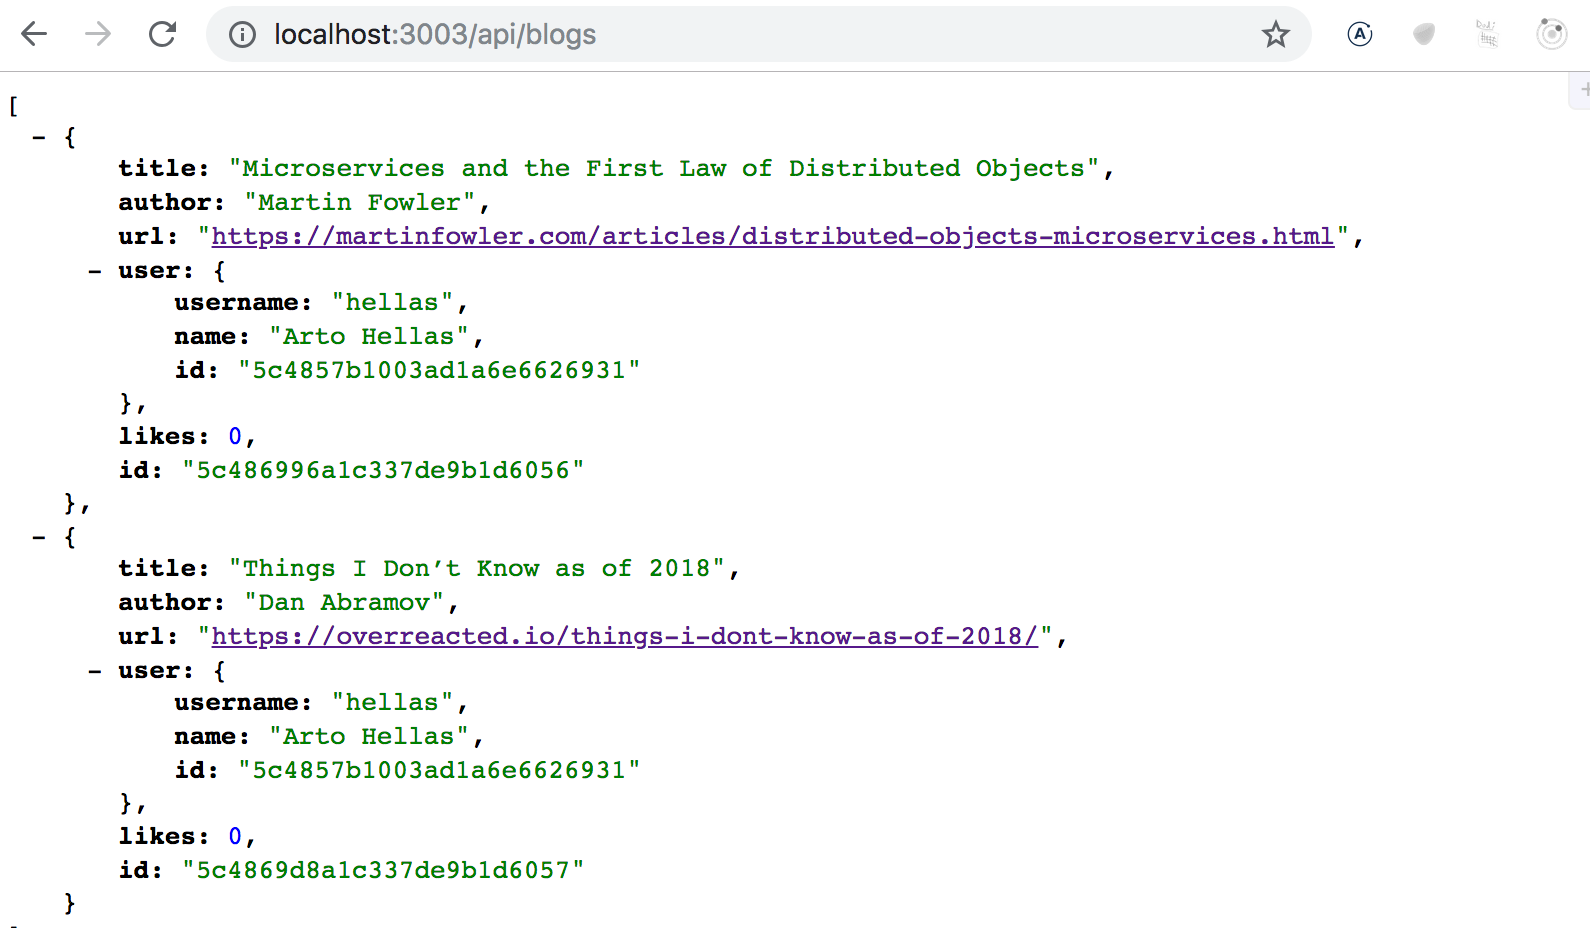 localhost:3003/api/blogs
A
[
- {
title: "Microservices and the First Law of Distributed Objects",
author: "Martin Fowler",
url: "https://martinfowler.com/articles/distributed-objects-microservices.html",
- user: {
username: "hellas",
name: "Arto Hellas",
id: "5c4857b1003ad1a6e6626931"
},
likes: 0,
id: "5c486996a1c337de9b1d6056"
},
- {
title: "Things I Don’t Know as of 2018",
author: "Dan Abramov",
url: "https://overreacted.io/things-i-dont-know-as-of-2018/",
- user: {
username: "hellas",
name: "Arto Hellas",
id: "5c4857b1003ad1a6e6626931"
},
likes: 0,
id: "5c4869d8a1c337de9b1d6057"
}